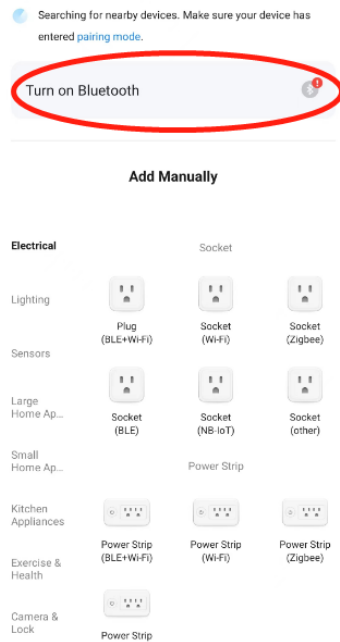 Searching for nearby devices. Make sure your device has
entered pairing mode.
Turn on Bluetooth
Add Manually
Electrical
Socket
Lighting
Plug
(BLE+Wi-Fi)
Socket
(Wi-Fi)
Socket
(Zigbee)
Sensors
Large
Home Ap...
Socket
(BLE)
Socket
(NB-IoT)
Socket
(other)
Small
Home Ap...
Power Strip
Kitchen
Appliances
Power Strip
(BLE+Wi-Fi)
Power Strip
(Wi-Fi)
Power Strip
(Zigbee)
Exercise &
Health
Camera &
Lock
Power Strip